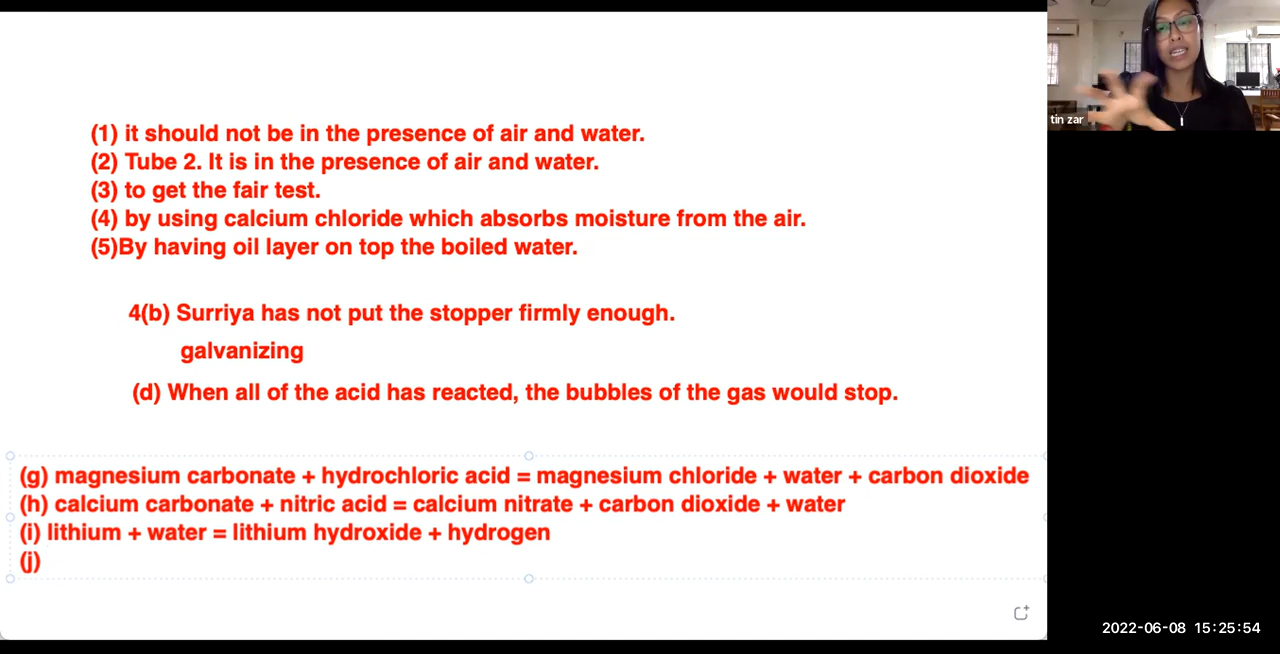 (1) it should not be in the presence of air and water.
(2) Tube 2. It is in the presence of air and water.
(3) to get the fair test.
(4) by using calcium chloride which absorbs moisture from the air.
(5)By having oil layer on top the boiled water.
4(b) Surriya has not put the stopper firmly enough.
galvanizing
(d) When all of the acid has reacted, the bubbles of the gas would stop.
(g) magnesium carbonate + hydrochloric acid = magnesium chloride + water + carbon dioxide
(h) calcium carbonate + nitric acid = calcium nitrate + carbon dioxide + water
(i) lithium + water = lithium hydroxide + hydrogen
(j)
tin zar
2022-06-08 15:25:54